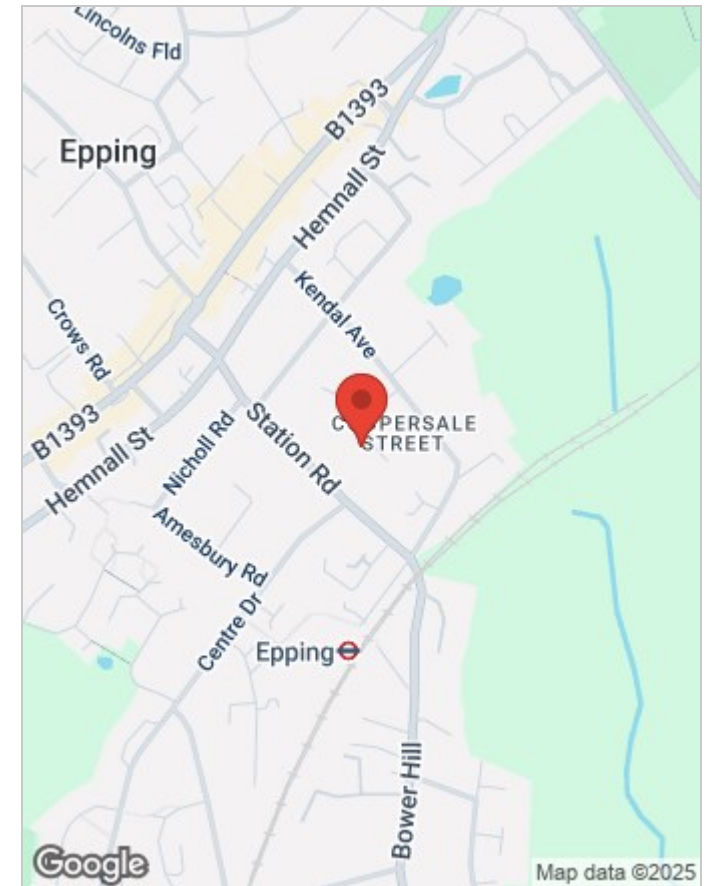 Lincolns Fld
B1393
Epping
Hemnall St
Kendal Ave
Crows Rd
PERSALE
STREET
B1393
Station Rd
Nicholl Rd
Hemnall St
Amesbury Rd
Centre Dr
Epping
Bower Hill
Google
Map data ©2025